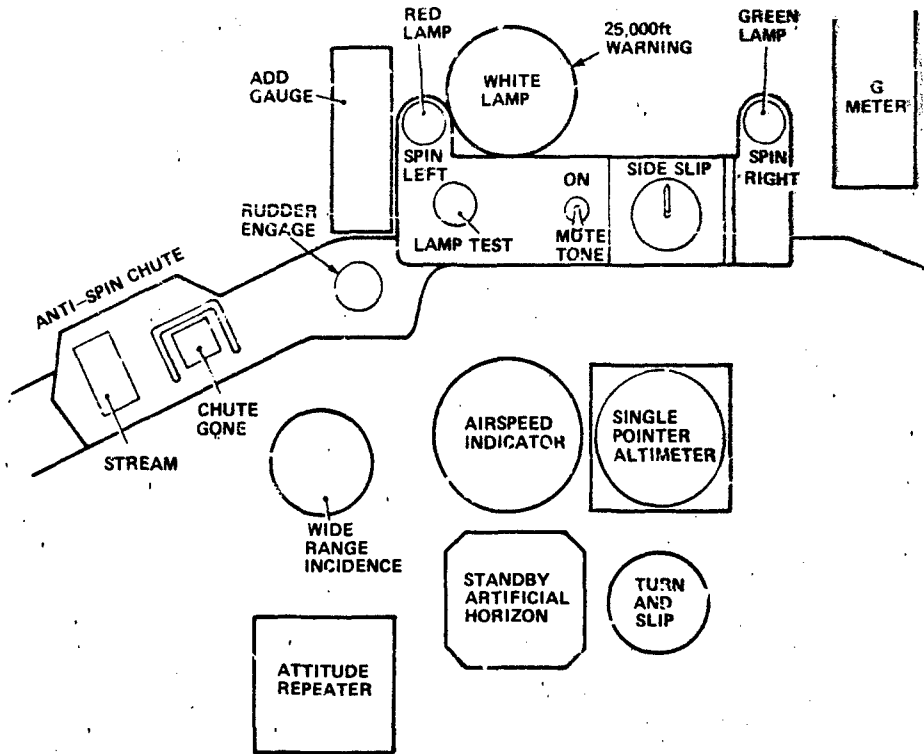 RED
LAMP
25,000ft
WARNING
GREEN
LAMP
ADD
GAUGE
WHITE
LAMP
G
METER
SPIN
LEFT
ON
SIDE SLIP
SPIN
RIGHT
RUDDER
ENGAGE
LAMP TEST
MOTE
TONE
ANTI-SPIN CHUTE
CHUTE
GONE
STREAM
AIRSPEED
INDICATOR
SINGLE
POINTER
ALTIMETER
WIDE
RANGE
INCIDENCE
STANDBY
ARTIFICIAL
HORIZON
TURN
AND
SLIP
ATTITUDE
REPEATER